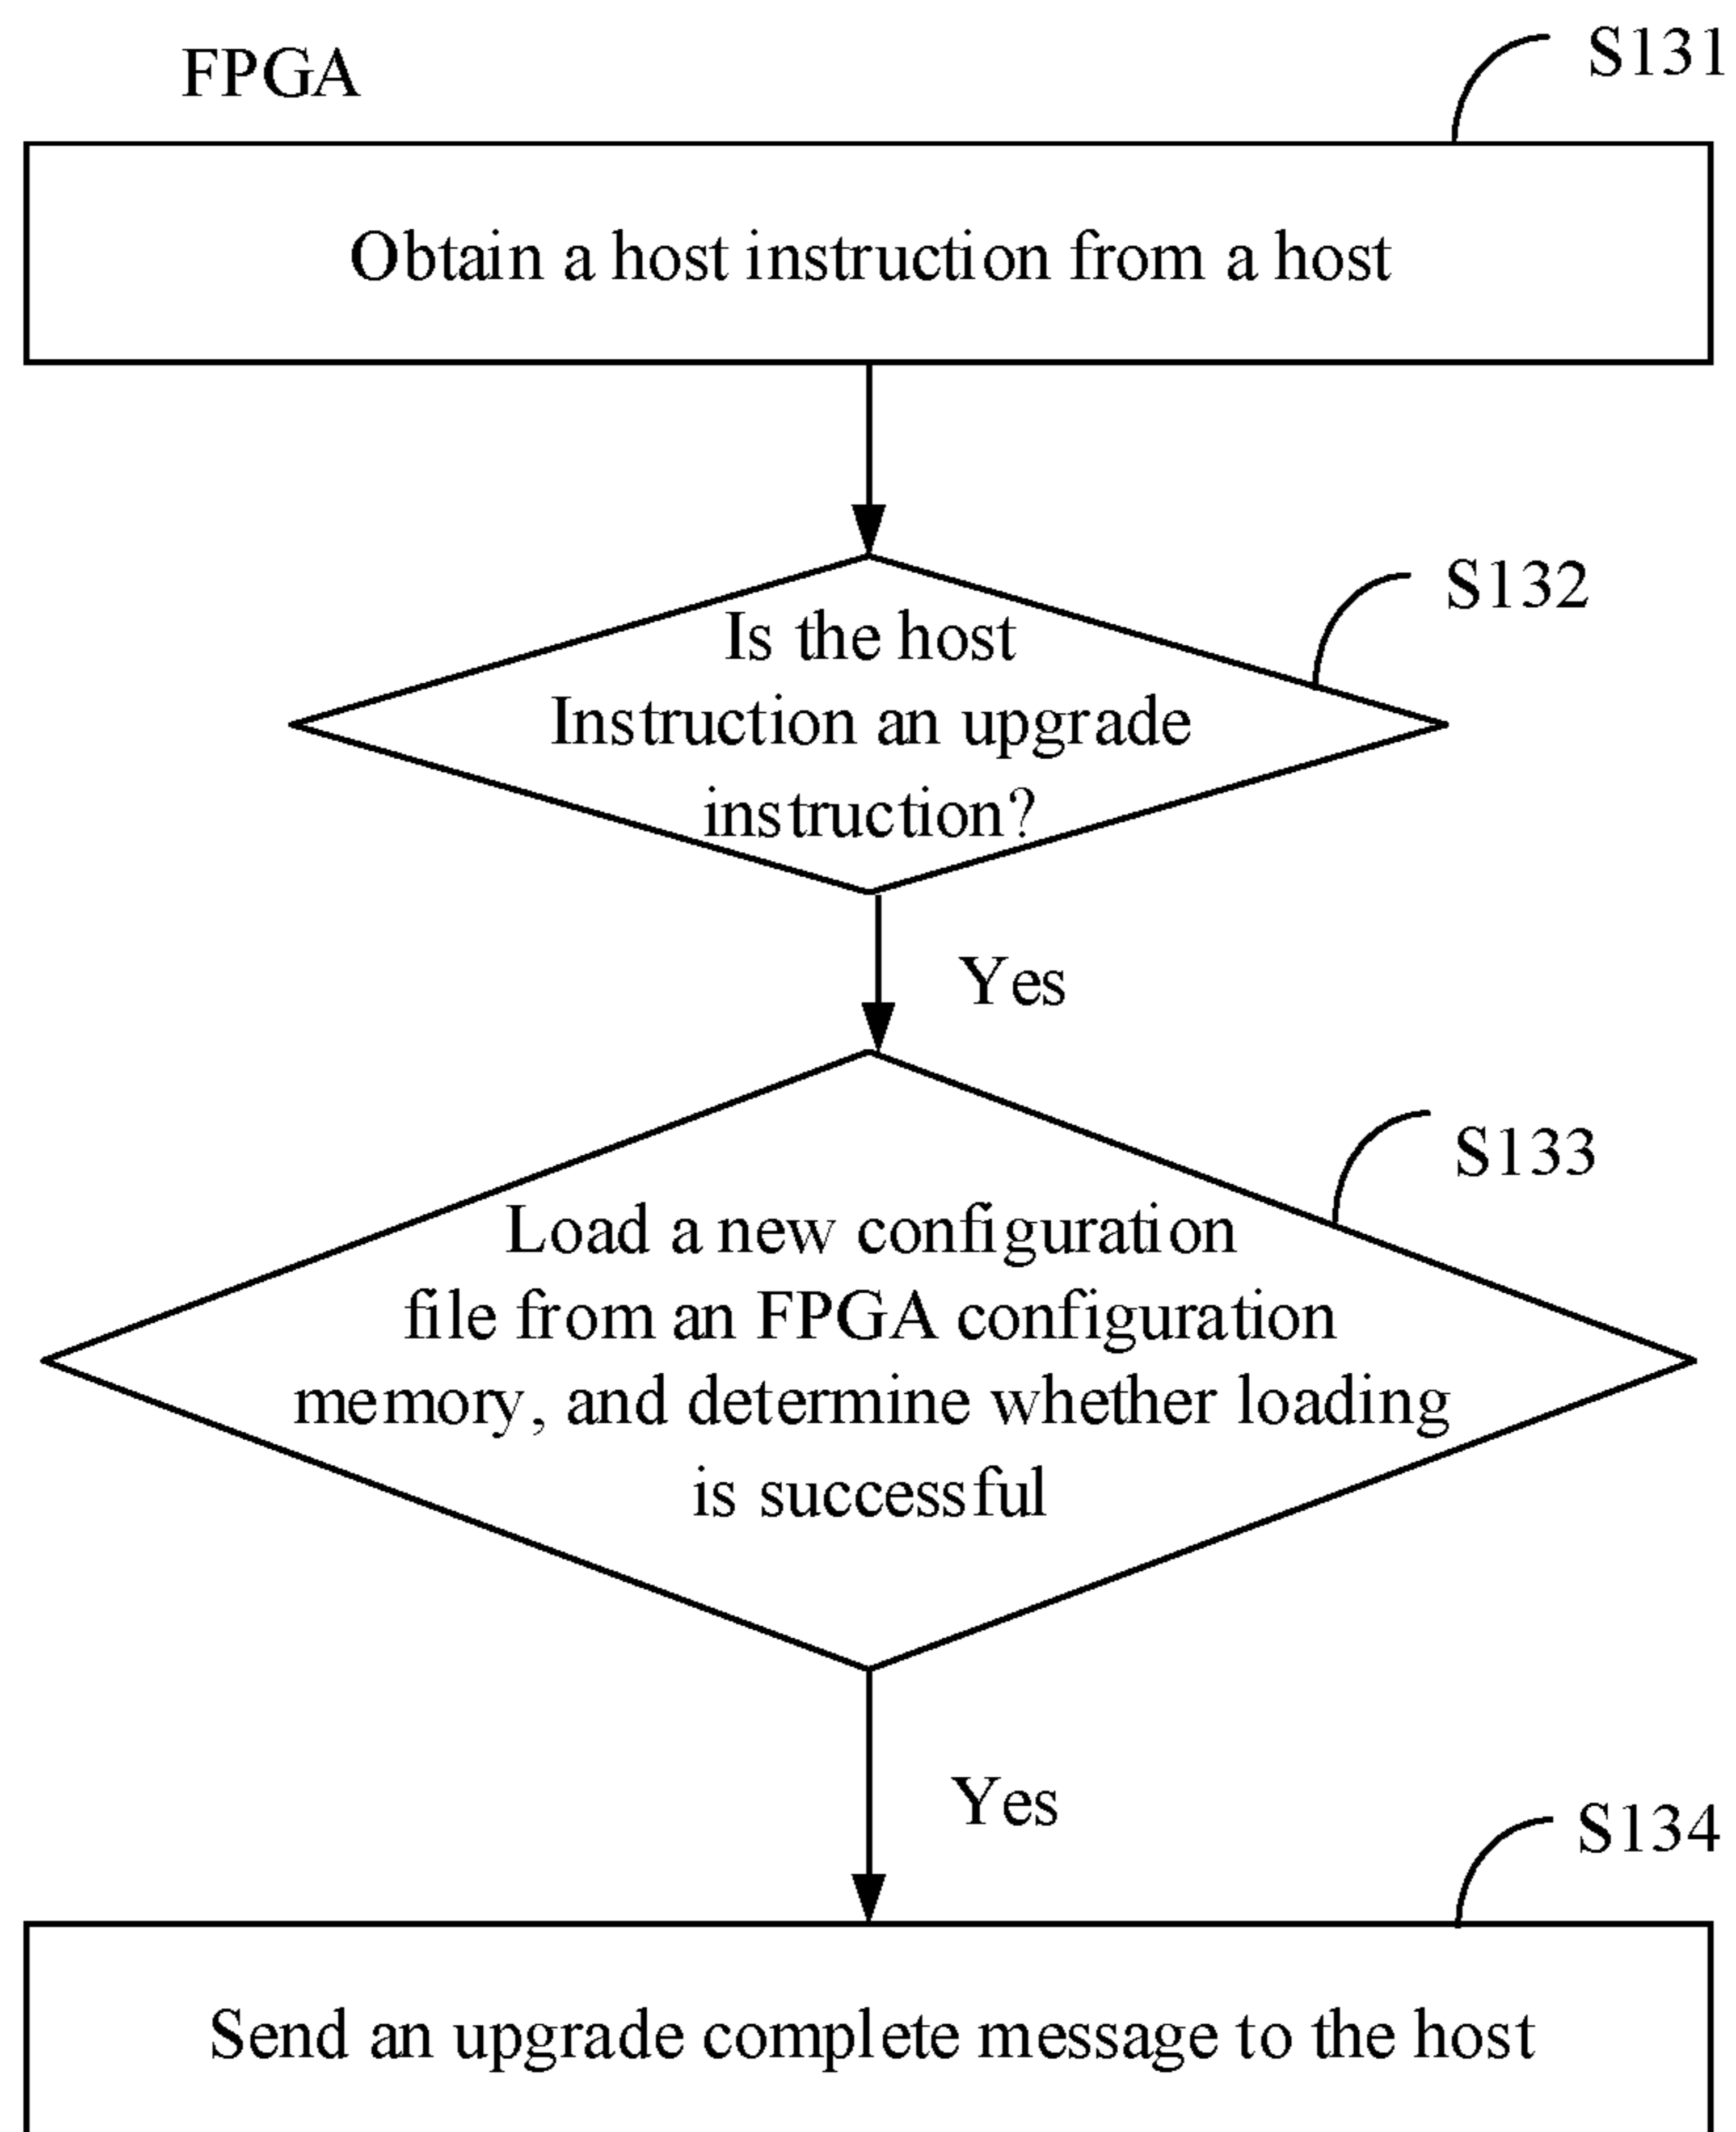 FPGA
S131
Obtain a host instruction from a host
S132
Is the host
Instruction an upgrade
instruction?
Yes
S133
Load a new configuration
file from an FPGA configuration
memory, and determine whether loading
is successful
Yes
S134
Send an upgrade complete message to the host